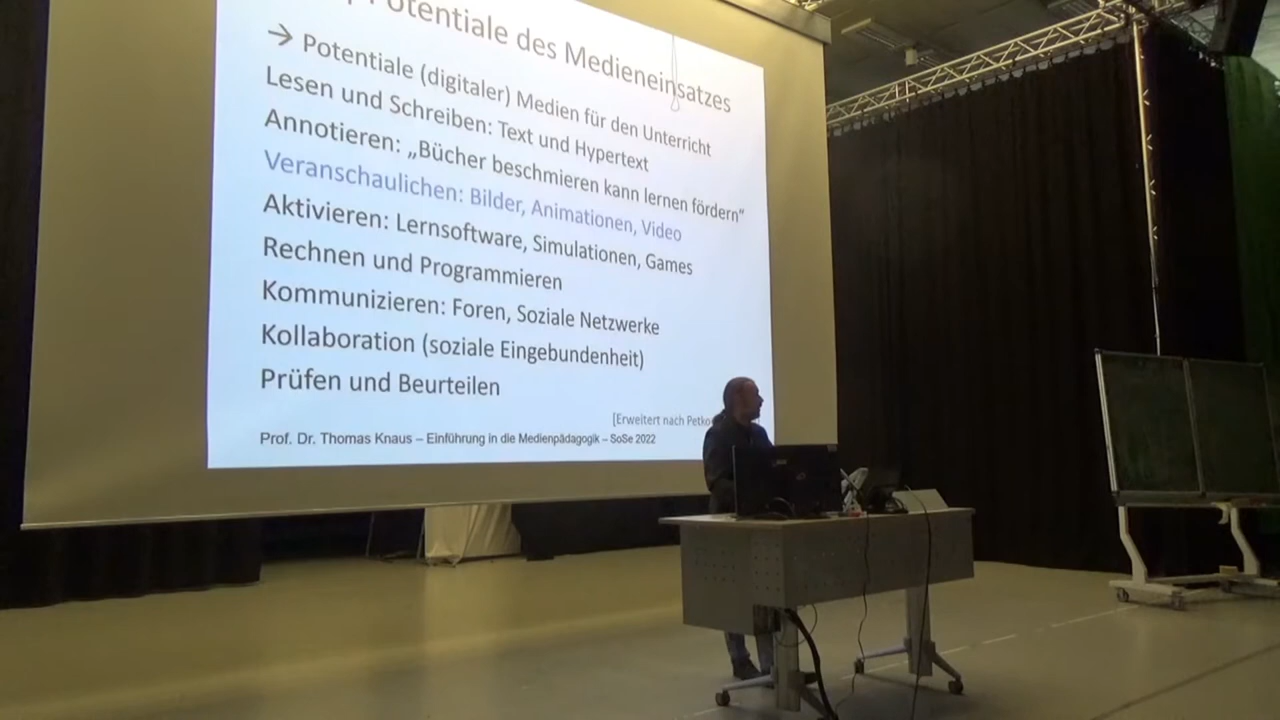 Potentiale des Medieneinsatzes
→ Potentiale (digitaler) Medien für den Unterricht
Lesen und Schreiben: Text und Hypertext
Annotieren: „Bücher beschmieren kann lernen fördern“
Veranschaulichen: Bilder, Animationen, Video
Aktivieren: Lernsoftware, Simulationen, Games
Rechnen und Programmieren
Kommunizieren: Foren, Soziale Netzwerke
Kollaboration (soziale Eingebundenheit)
Prüfen und Beurteilen
[Erweitert nach
Prof. Dr. Thomas Knaus – Einführung in die Medienpädagogik – SoSe 2022